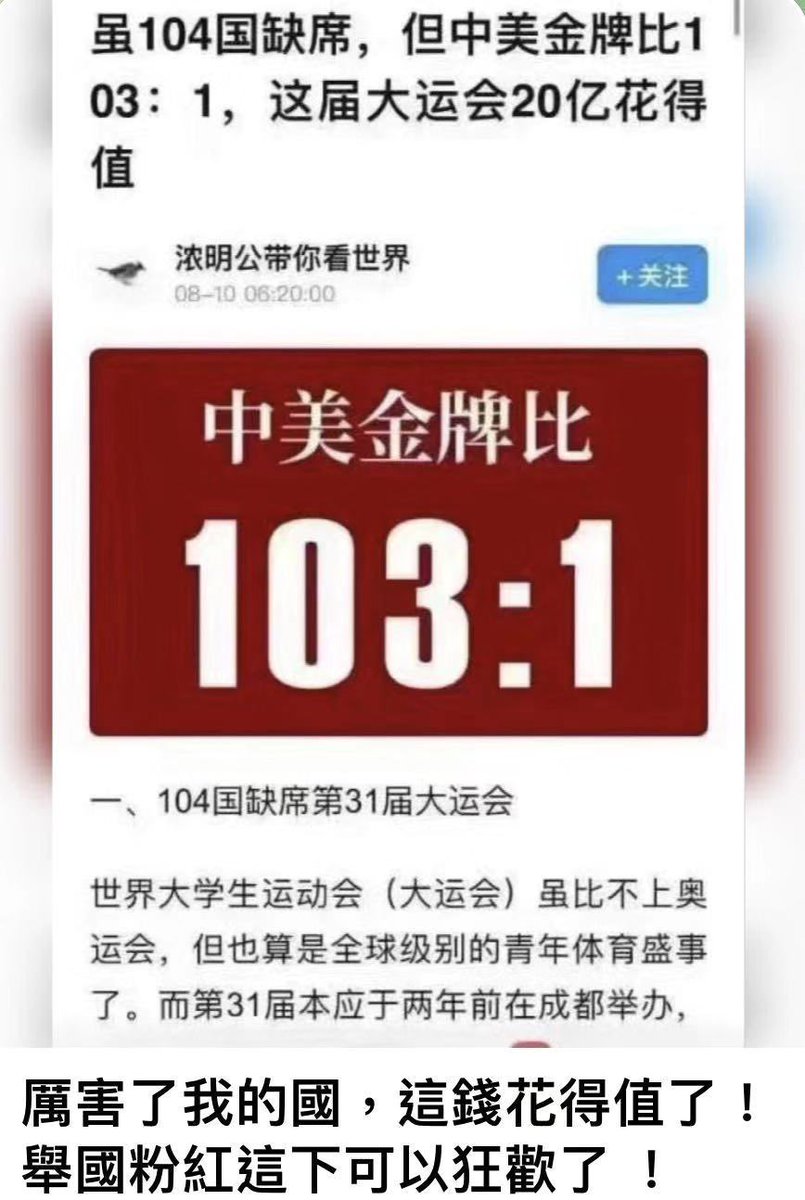 虽104国缺席，但中美金牌比1
03：1，这届大运会20亿花得
值
浓明公带你看世界
08-10 06:20:00
+关注
中美金牌比
103:1
一、104国缺席第31届大运会
世界大学生运动会（大运会）虽比不上奥
运会，但也算是全球级别的青年体育盛事
了。而第31届本应于两年前在成都举办，
厲害了我的國，這錢花得值了！
舉國粉紅這下可以狂歡了 ！